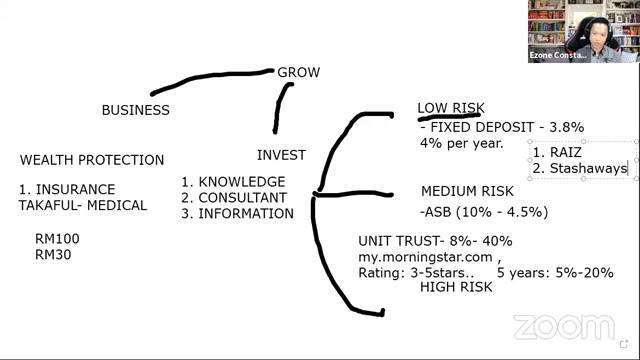 GROW
BUSINESS
WEALTH PROTECTION
1. INSURANCE
TAKAFUL- MEDICAL
RM100
RM30
INVEST
1. KNOWLEDGE
2. CONSULTANT
3. INFORMATION
LOW RISK
- FIXED DEPOSIT - 3.8%
4% per year.
1. RAIZ
2. Stashaways
MEDIUM RISK
-ASB (10% - 4.5%)
UNIT TRUST- 8%- 40%
my.morningstar.com ,
Rating: 3-5stars.. 5 years: 5%-20%
HIGH RISK
Ezone Consta...
zoom